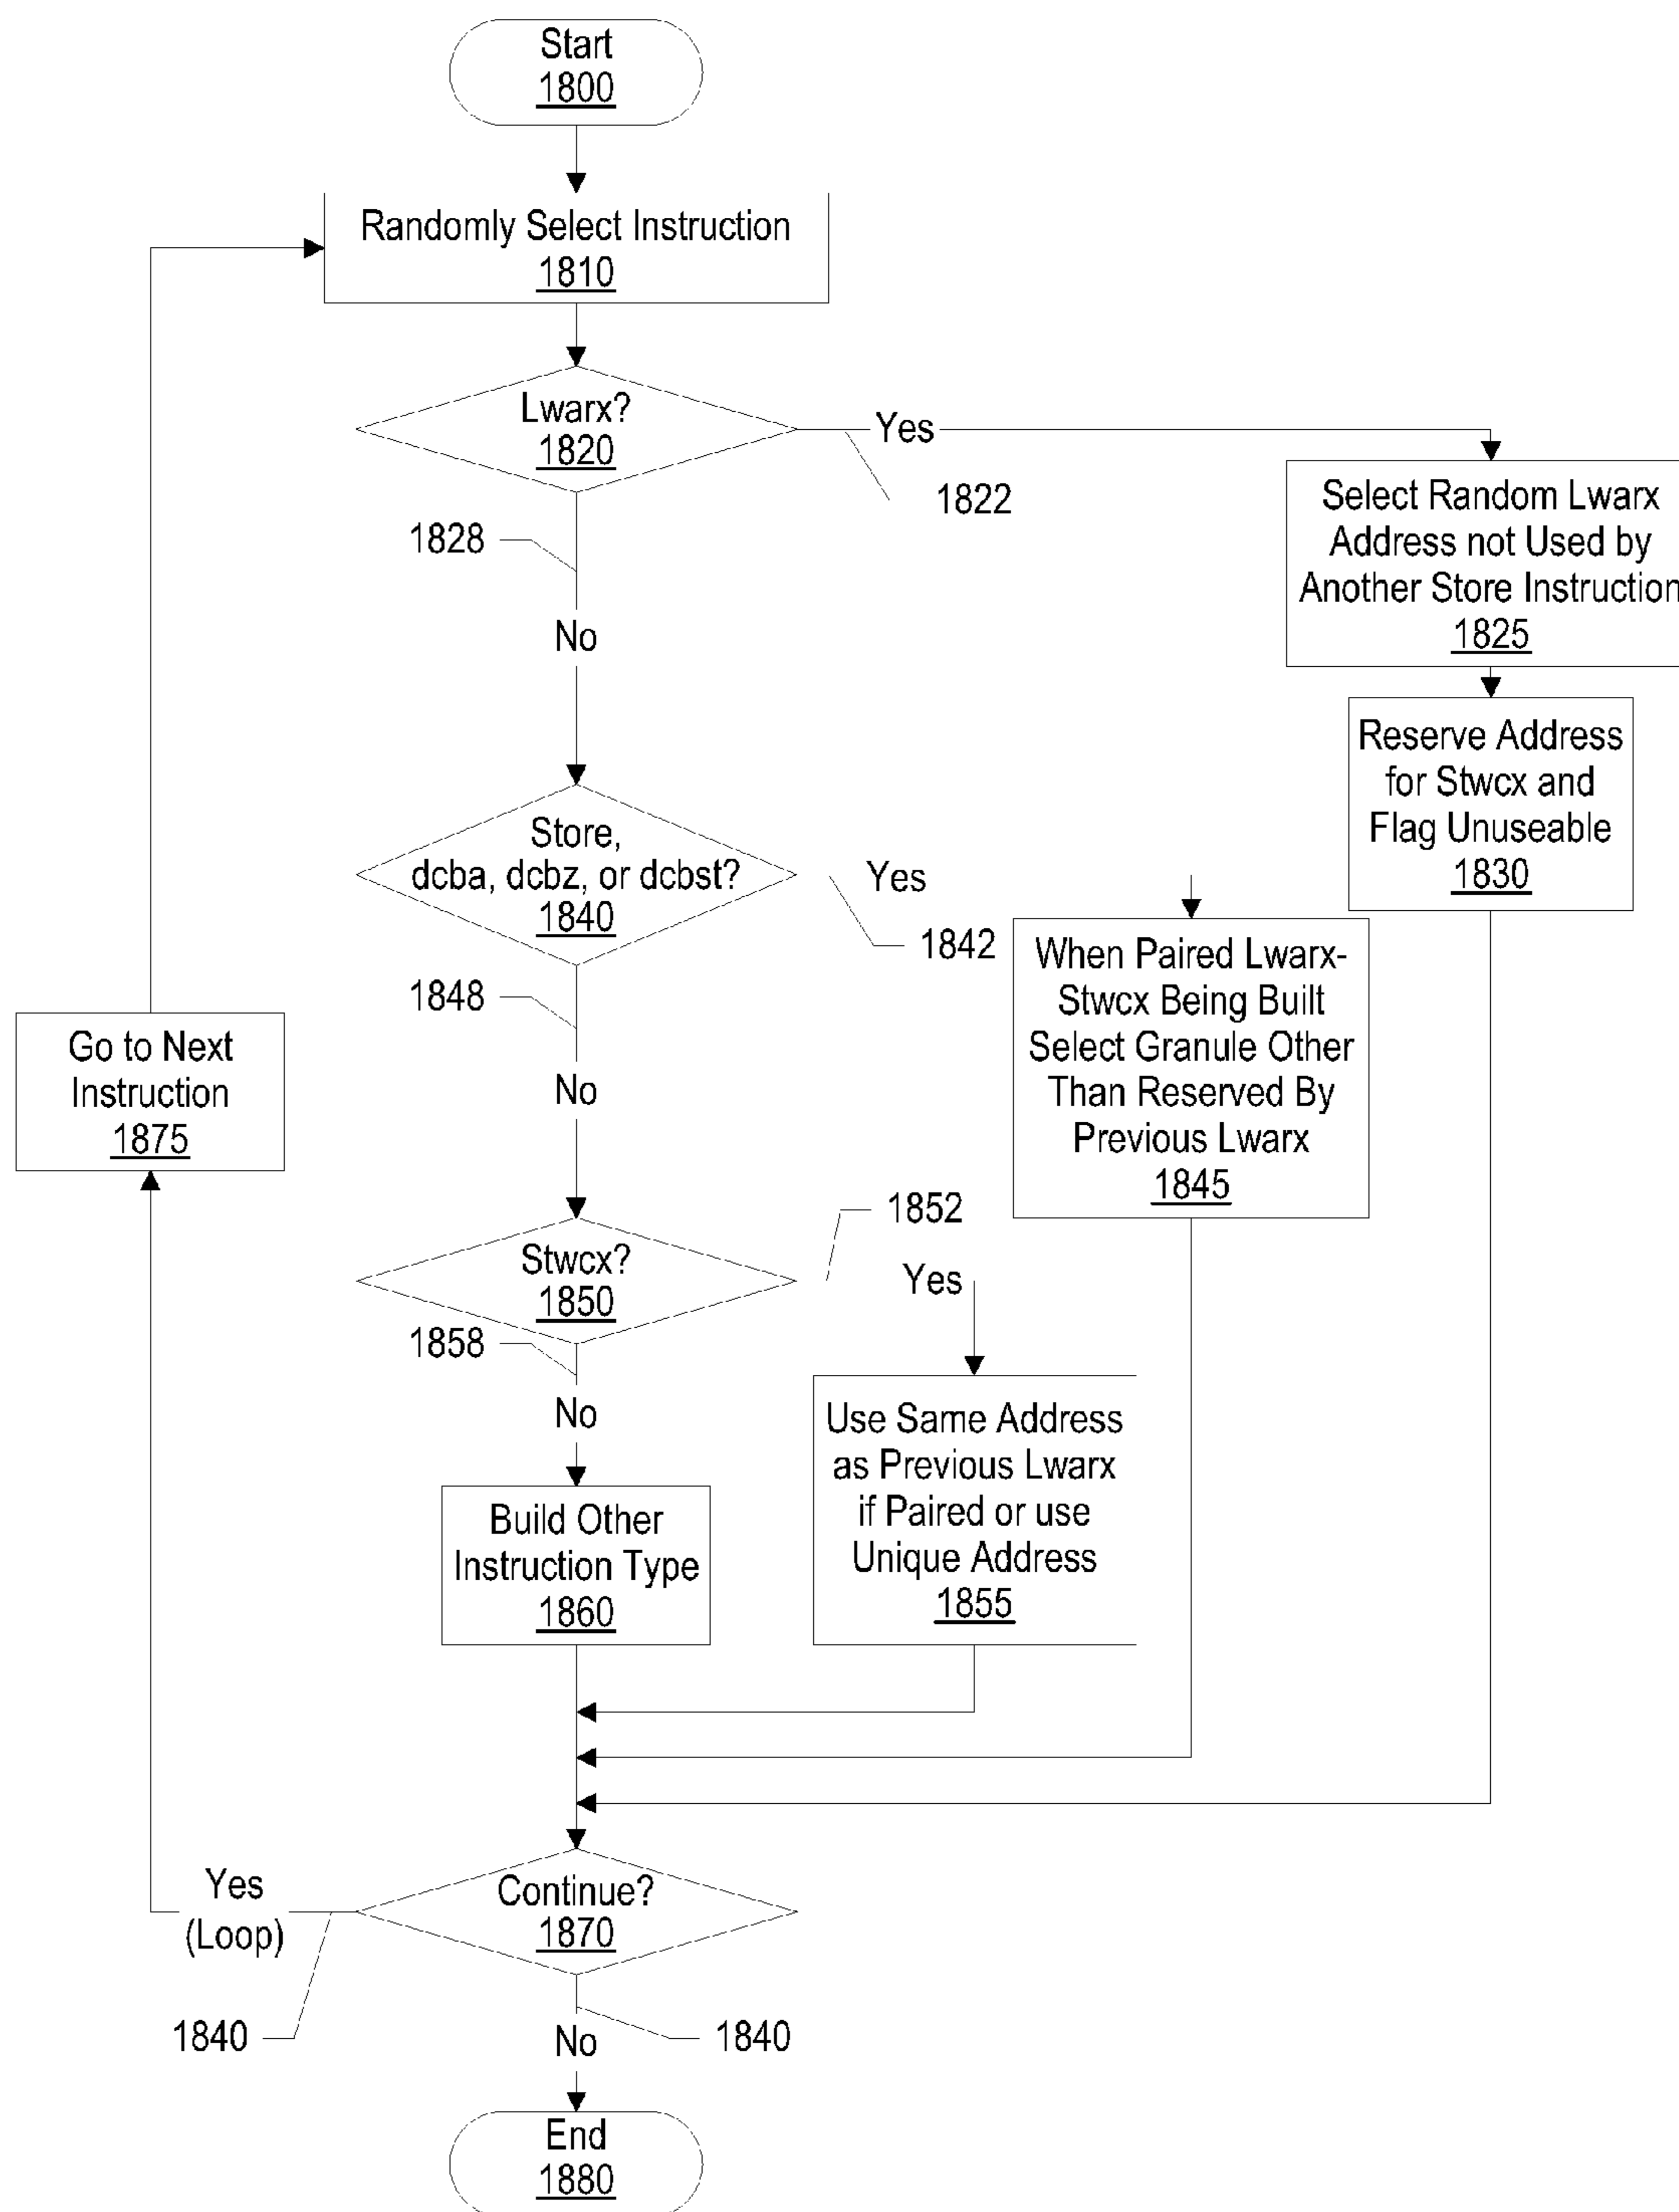 Start
1800
Randomly Select Instruction
1810
Lwarx?
1820
Yes
1822
1828
No
Select Random Lwarx
Address not Used by
Another Store Instruction
1825
Reserve Address
for Stwcx and
Flag Unuseable
1830
Store,
dcba, dcbz, or dcbst?
1840
Yes
1842
1848
No
When Paired Lwarx-
Stwcx Being Built
Select Granule Other
Than Reserved By
Previous Lwarx
1845
Go to Next
Instruction
1875
Stwcx?
1850
1852
Yes
1858
No
Use Same Address
as Previous Lwarx
if Paired or use
Unique Address
1855
Build Other
Instruction Type
1860
Continue?
1870
Yes
(Loop)
1840
No
1840
End
1880